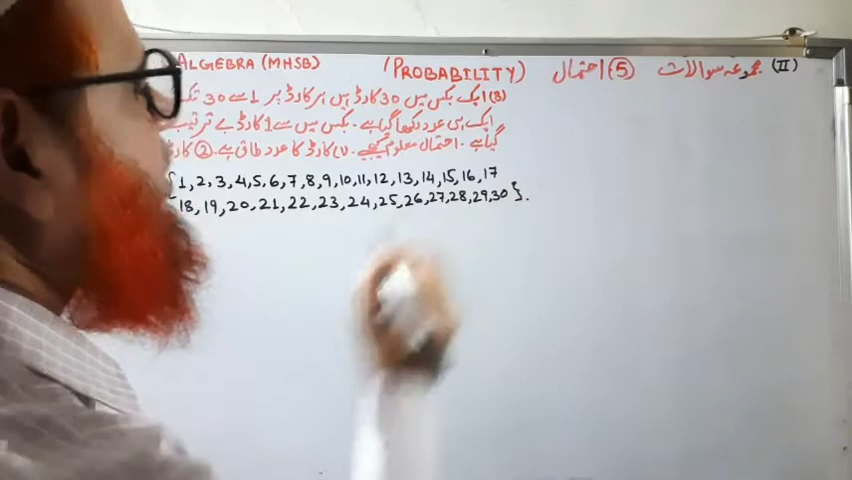 ALGEBRA (MHSB) (PROBABILITY) احتمال (5) مجموعہ سوالات (II)
(B) ایک بکس میں 30 کارڈ ہیں ہر کارڈ پر 1 سے 30 تک
ایک ہی عدد لکھا گیا ہے۔ بکس میں سے 1 کارڈ بے ترتیب
گیا ہے۔ احتمال معلوم کیجیے (1) کارڈ کا عدد طاق ہے۔ (2) کارڈ
{1,2,3,4,5,6,7,8,9,10,11,12,13,14,15,16,17
18,19,20,21,22,23,24,25,26,27,28,29,30}.